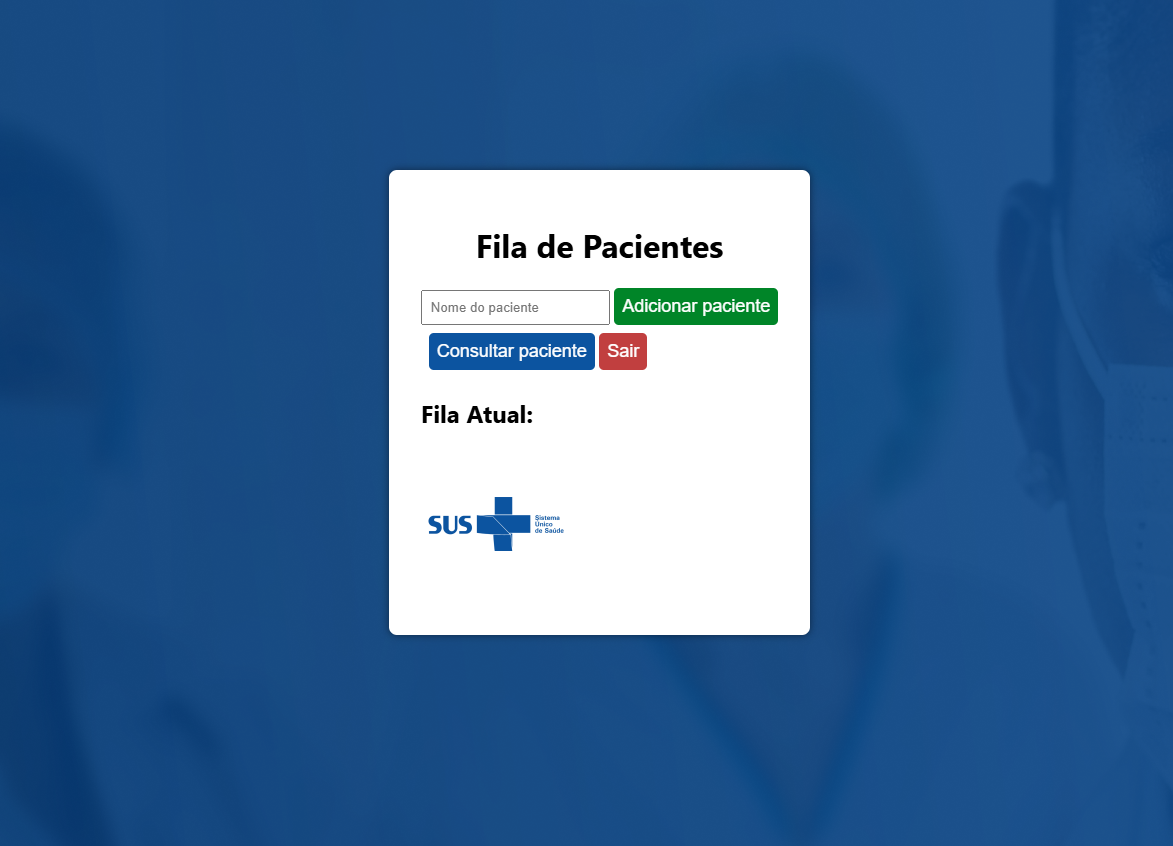 Fila de Pacientes
Nome do paciente Adicionar paciente
Consultar paciente Sair
Fila Atual:
SUS Sistema
Único
de Saúde